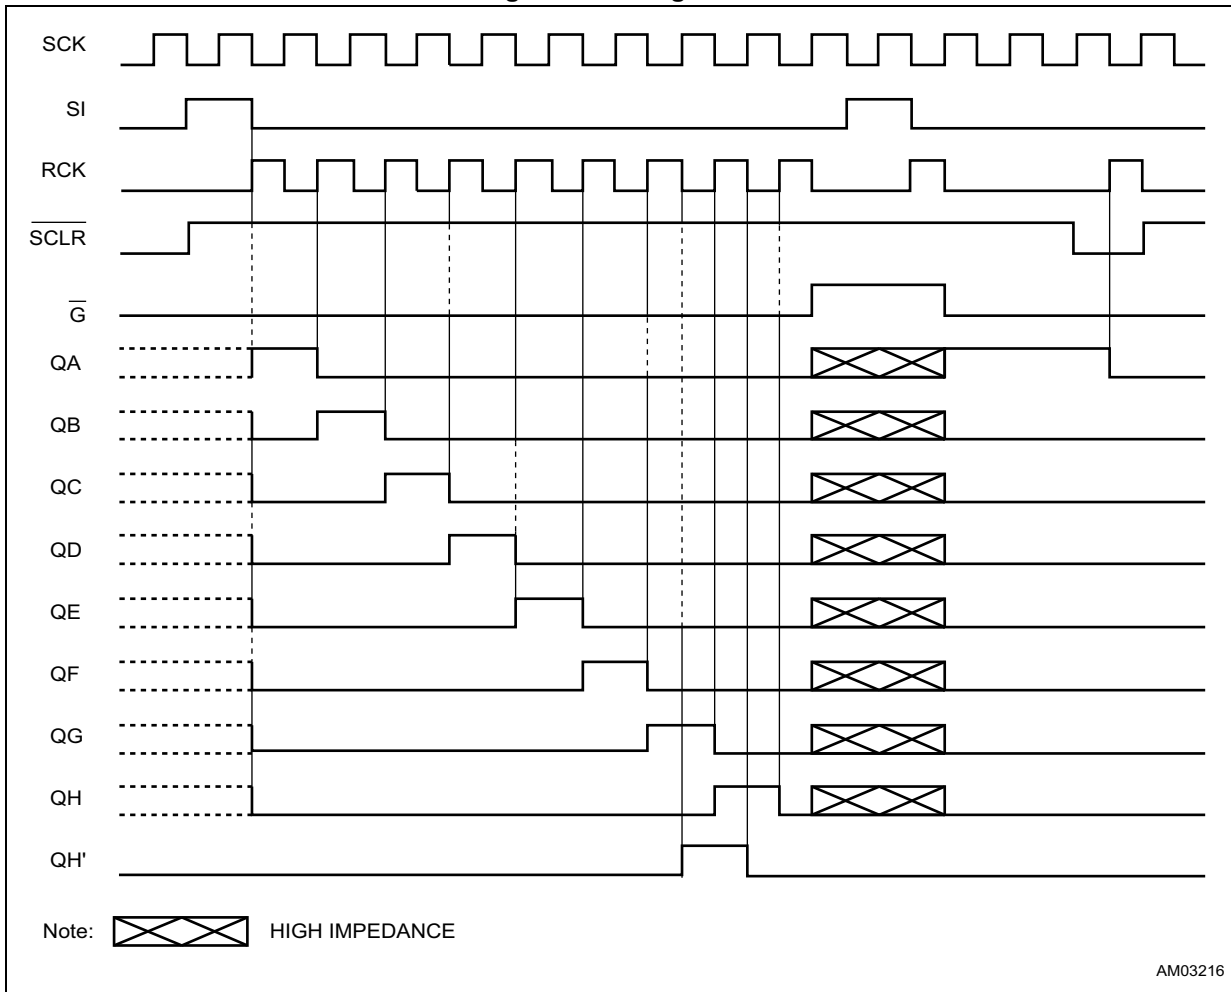 SCK
SI
RCK
SCLR
G
QA
QB
QC
QD
QE
QF
QG
QH
QH'
Note: HIGH IMPEDANCE
AM03216